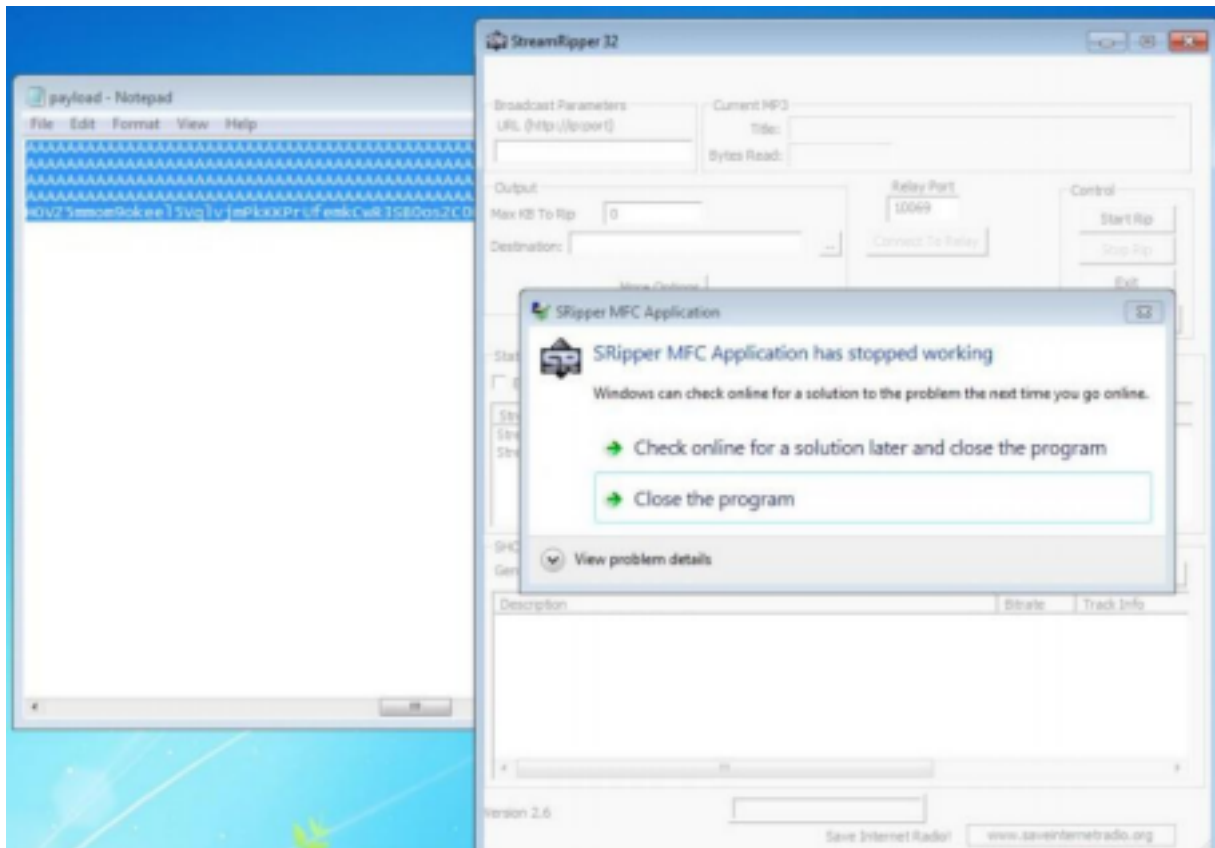 payload - Notepad
File Edit Format View Help
StreamRipper 32
Broadcast Parameters
URL (http://ip:port)
Current MP3
Title:
Bytes Read:
Output
Max KB To Rip
0
Destination:
...
Relay Port
10069
Connect To Relay
Control
Start Rip
Stop Rip
Exit
More Options
SRipper MFC Application
SRipper MFC Application has stopped working
Windows can check online for a solution to the problem the next time you go online.
Check online for a solution later and close the program
Close the program
View problem details
Description
Bitrate
Track Info
Version 2.6
Save Internet Radio!
www.saveinternetradio.org